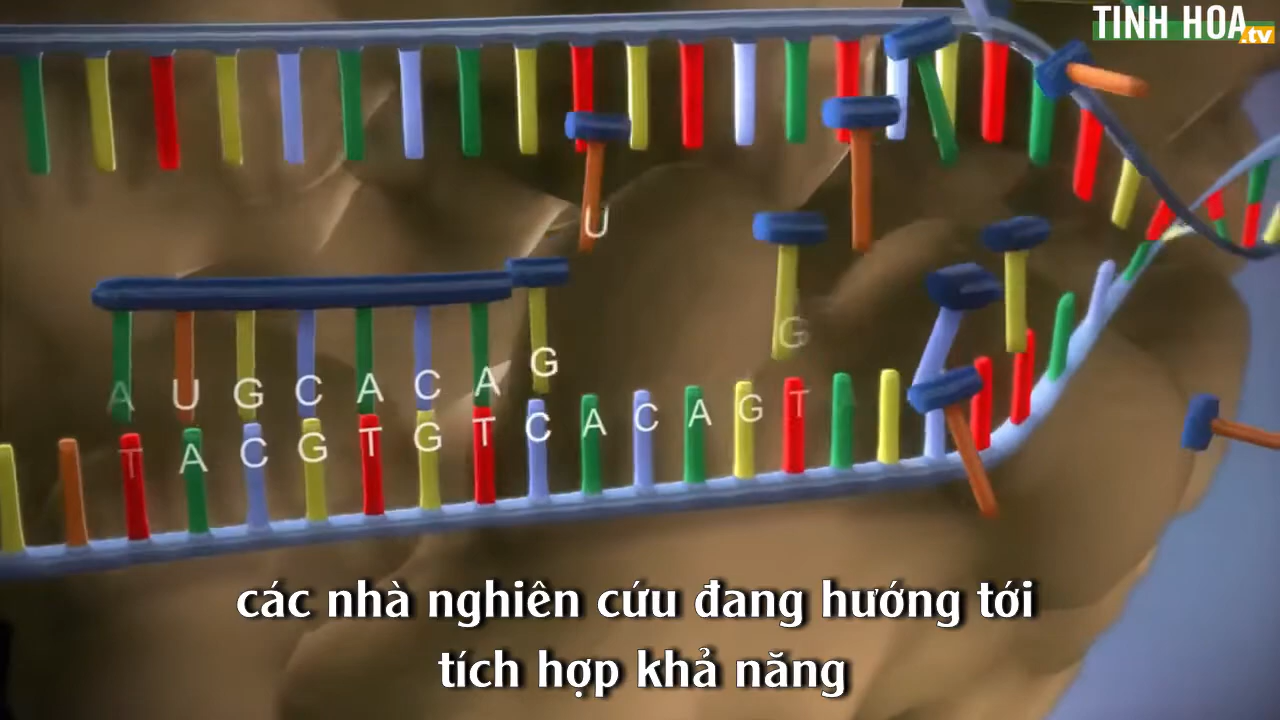 TINH HOA
.tv
U
G
G
A U G C A C A
T A C G T G T C A C A G T
các nhà nghiên cứu đang hướng tới
tích hợp khả năng